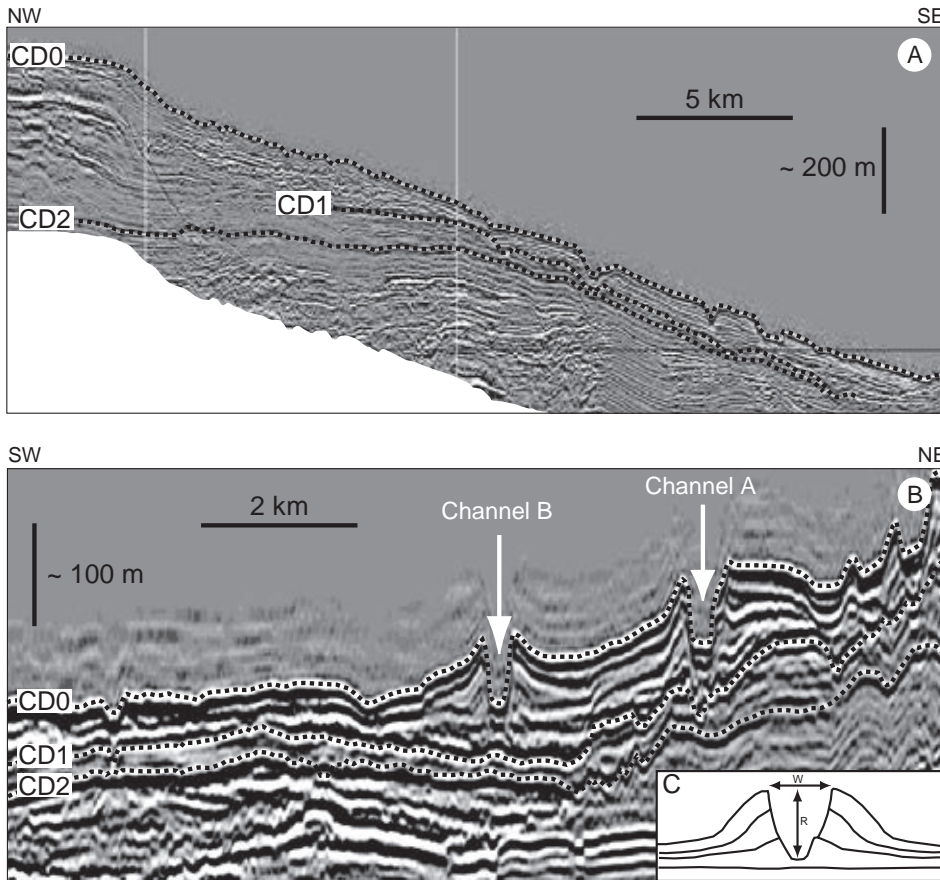 NW
SE
CD0
A
5 km
~ 200 m
CD1
CD2
SW
NE
B
2 km
Channel B
Channel A
~ 100 m
CD0
CD1
CD2
C
W
R